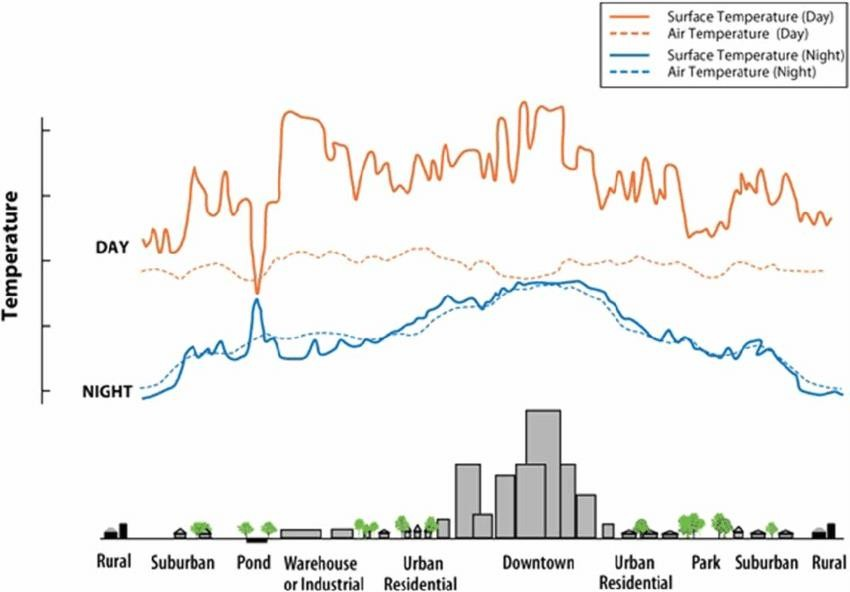 Surface Temperature (Day)
Air Temperature (Day)
Surface Temperature (Night)
Air Temperature (Night)
Temperature
DAY
NIGHT
Rural
Suburban
Pond
Warehouse
or Industrial
Urban
Residential
Downtown
Urban
Residential
Park
Suburban
Rural